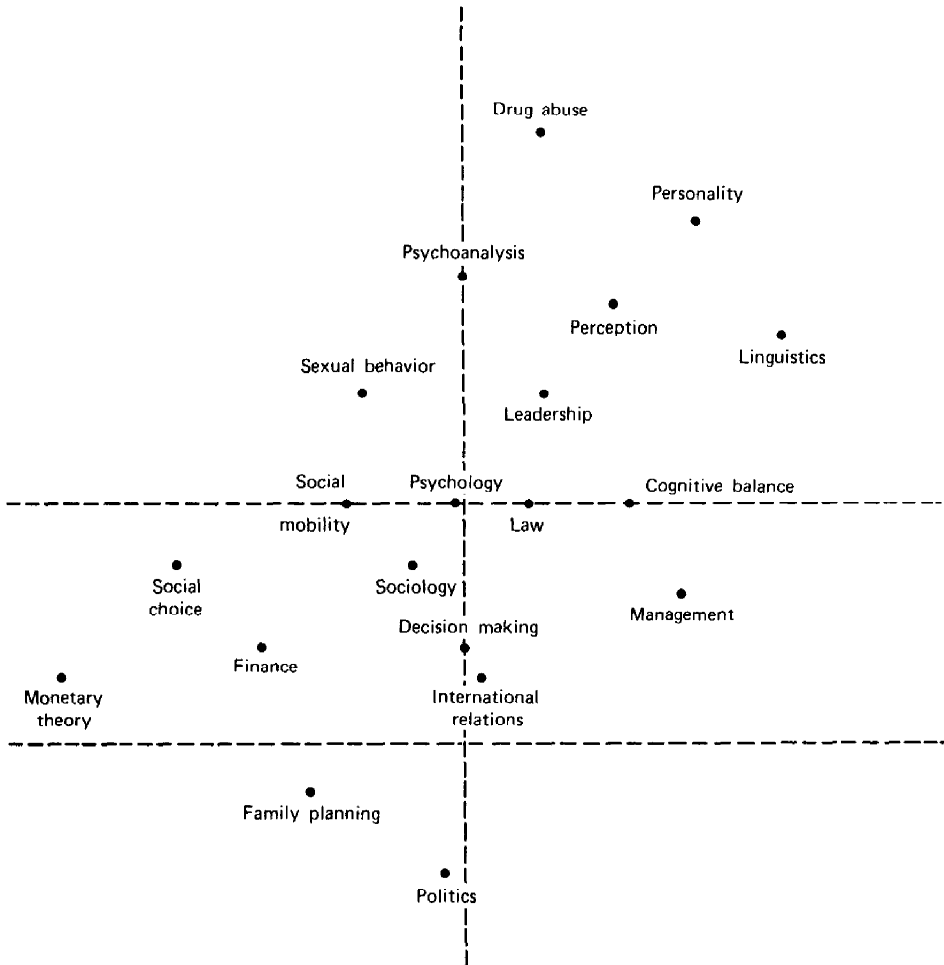 Drug abuse
Personality
Psychoanalysis
Perception
Linguistics
Sexual behavior
Leadership
Social
mobility
Psychology
Law
Cognitive balance
Social
choice
Sociology
Management
Decision making
Finance
International
relations
Monetary
theory
Family planning
Politics